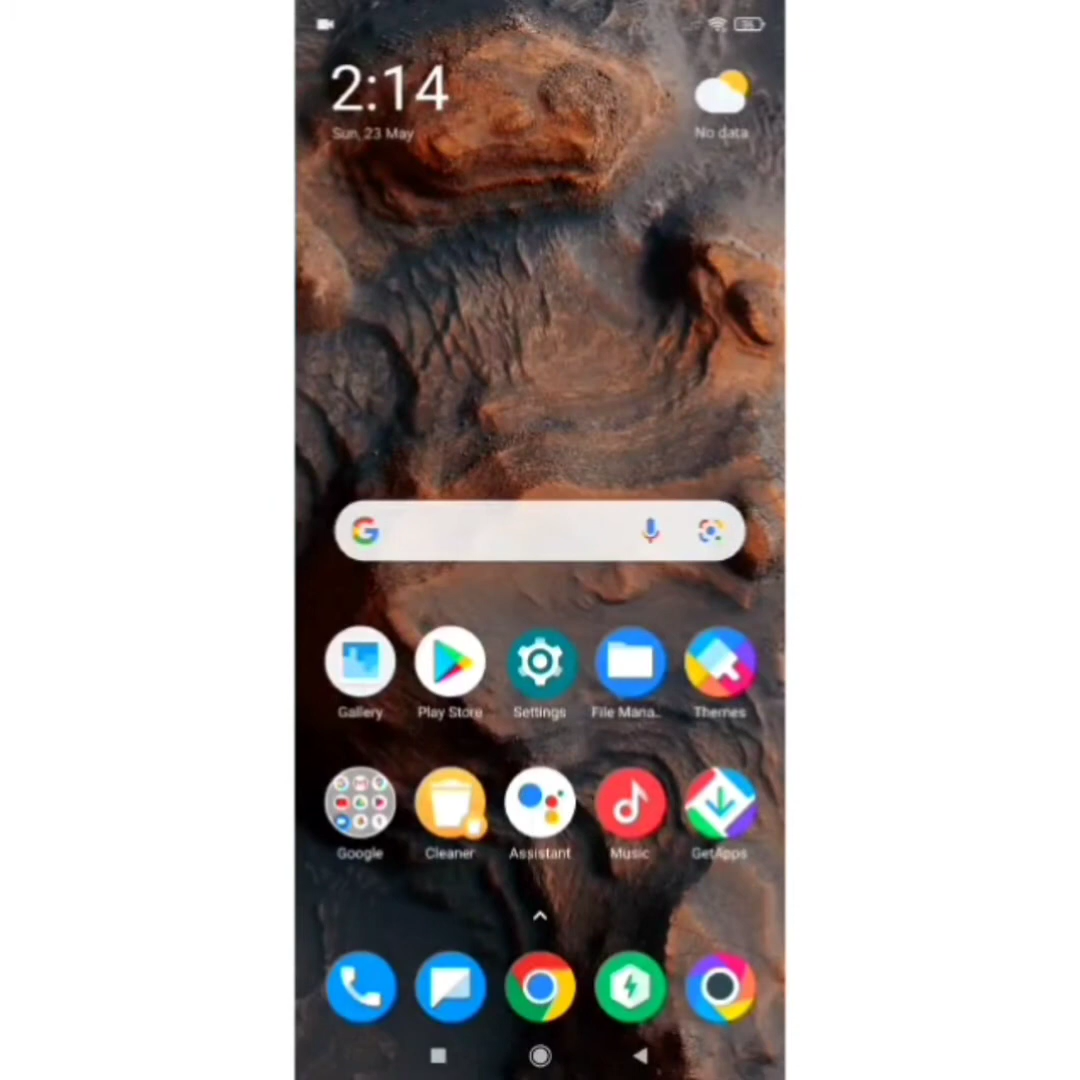 2:14
Sun, 23 May
No data
G
Gallery
Play Store
Settings
File Mana..
Themes
Google
Cleaner
Assistant
Music
GetApps